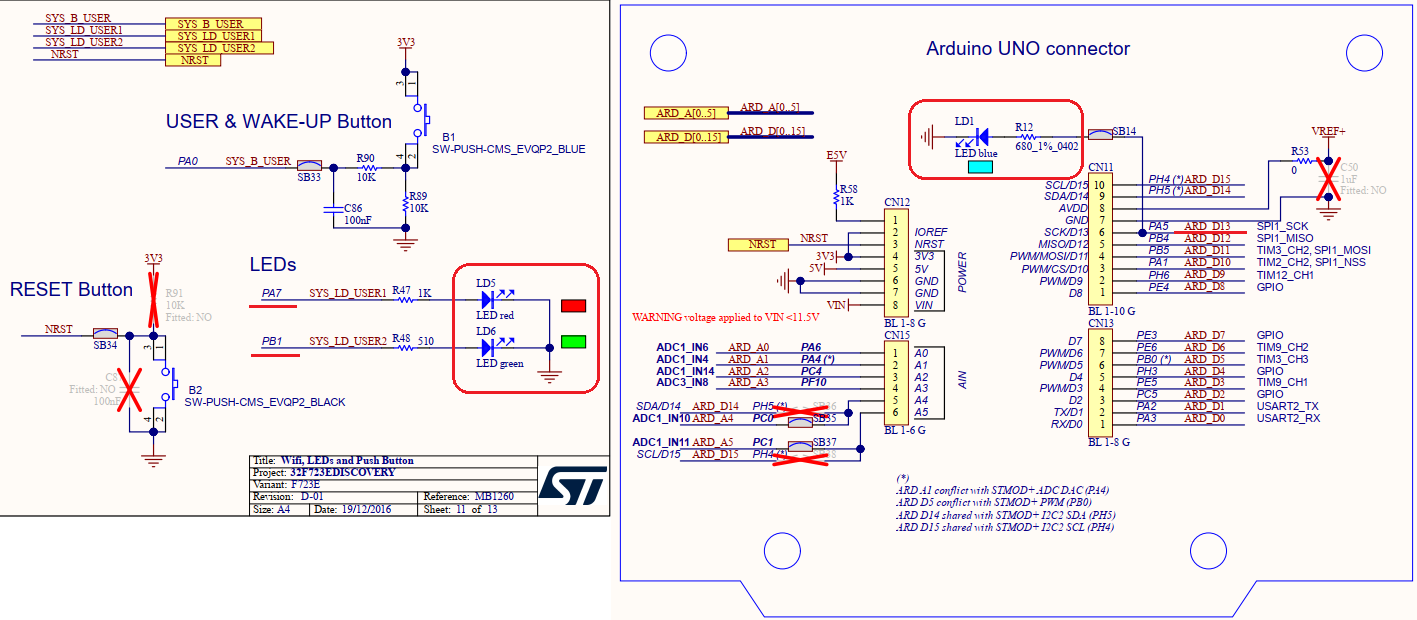 SYS_B_USER
SYS_LD_USER1
SYS_LD_USER2
NRST
SYS_B_USER
SYS_LD_USER1
SYS_LD_USER2
NRST
3V3
3
1
USER & WAKE-UP Button
B1
SW-PUSH-CMS_EVQP2_BLUE
4
2
PA0
SYS_B_USER
SB33
R90
10K
R89
10K
C86
100nF
LEDs
3V3
RESET Button
R91
10K
Fitted: NO
NRST
SB34
3
1
C8
Fitted: NO
100nF
B2
SW-PUSH-CMS_EVQP2_BLACK
4
2
PA7
SYS_LD_USER1
R47
1K
LD5
LED red
PB1
SYS_LD_USER2
R48
510
LD6
LED green
Title: Wifi, LEDs and Push Button
Project: 32F723EDISCOVERY
Variant: F723E
Revision: D-01
Reference: MB1260
Size: A4
Date: 19/12/2016
Sheet: 11 of 13
ST
Arduino UNO connector
ARD_A[0..5]
ARD_A[0..5]
ARD_D[0..15]
ARD_D[0..15]
LD1
LED blue
R12
680_1%_0402
SB14
VREF+
R53
0
C50
1uF
Fitted: NO
E5V
R58
1K
CN12
1
2
IOREF
NRST
NRST
3
NRST
3V3
4
3V3
5V
5
5V
6
GND
7
GND
VIN
8
VIN
POWER
BL 1-8 G
WARNING voltage applied to VIN <11.5V
CN11
SCL/D15
10
PH4 (*)
ARD_D15
SDA/D14
9
PH5 (*)
ARD_D14
AVDD
8
GND
7
SCK/D13
6
PA5
ARD_D13
SPI1_SCK
MISO/D12
5
PB4
ARD_D12
SPI1_MISO
PWM/MOSI/D11
4
PB5
ARD_D11
TIM3_CH2, SPI1_MOSI
PWM/CS/D10
3
PA1
ARD_D10
TIM2_CH2, SPI1_NSS
PWM/D9
2
PH6
ARD_D9
TIM12_CH1
D8
1
PE4
ARD_D8
GPIO
BL 1-10 G
CN15
ADC1_IN6
ARD_A0
PA6
1
A0
ADC1_IN4
ARD_A1
PA4 (*)
2
A1
ADC1_IN14
ARD_A2
PC4
3
A2
ADC3_IN8
ARD_A3
PF10
4
A3
5
A4
6
A5
AIN
BL 1-6 G
SDA/D14
ARD_D14
PH5 (*)
ADC1_IN10
ARD_A4
PC0
SB35
ADC1_IN11
ARD_A5
PC1
SB37
SCL/D15
ARD_D15
PH4 (*)
CN13
D7
8
PE3
ARD_D7
GPIO
PWM/D6
7
PE6
ARD_D6
TIM9_CH2
PWM/D5
6
PB0 (*)
ARD_D5
TIM3_CH3
D4
5
PH3
ARD_D4
GPIO
PWM/D3
4
PE5
ARD_D3
TIM9_CH1
D2
3
PC5
ARD_D2
GPIO
TX/D1
2
PA2
ARD_D1
USART2_TX
RX/D0
1
PA3
ARD_D0
USART2_RX
BL 1-8 G
(*)
ARD A1 conflict with STMOD+ ADC DAC (PA4)
ARD D5 conflict with STMOD+ PWM (PB0)
ARD D14 shared with STMOD+ I2C2 SDA (PH5)
ARD D15 shared with STMOD+ I2C2 SCL (PH4)